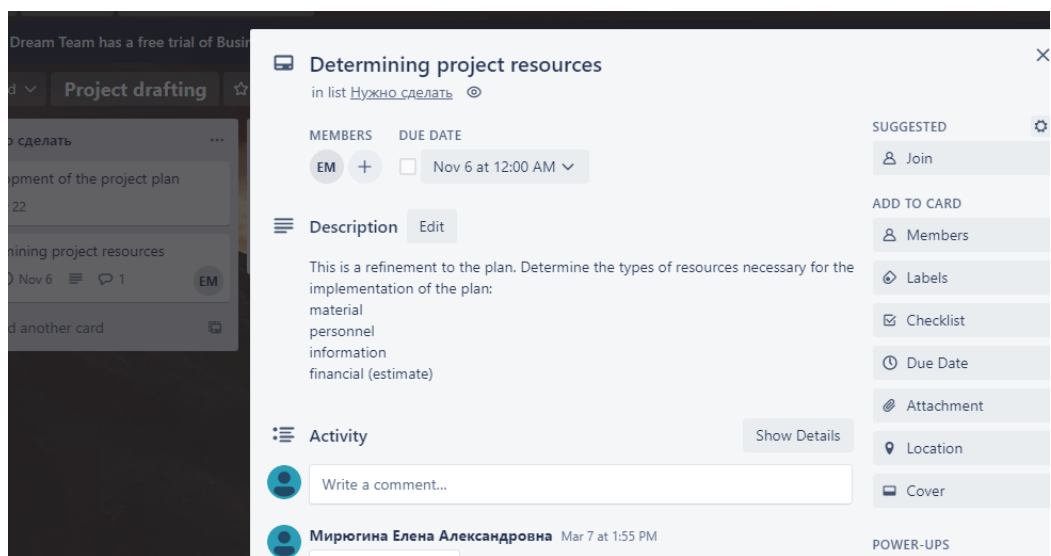 Dream Team has a free trial of
Project drafting
сделать
...
of the project plan
22
project resources
Nov 6
1
EM
another card
Determining project resources
in list Нужно сделать
MEMBERS DUE DATE
EM + Nov 6 at 12:00 AM
Description Edit
This is a refinement to the plan. Determine the types of resources necessary for the
implementation of the plan:
material
personnel
information
financial (estimate)
Activity Show Details
Write a comment...
Мирюгина Елена Александровна Mar 7 at 1:55 PM
SUGGESTED
Join
ADD TO CARD
Members
Labels
Checklist
Due Date
Attachment
Location
Cover
POWER-UPS